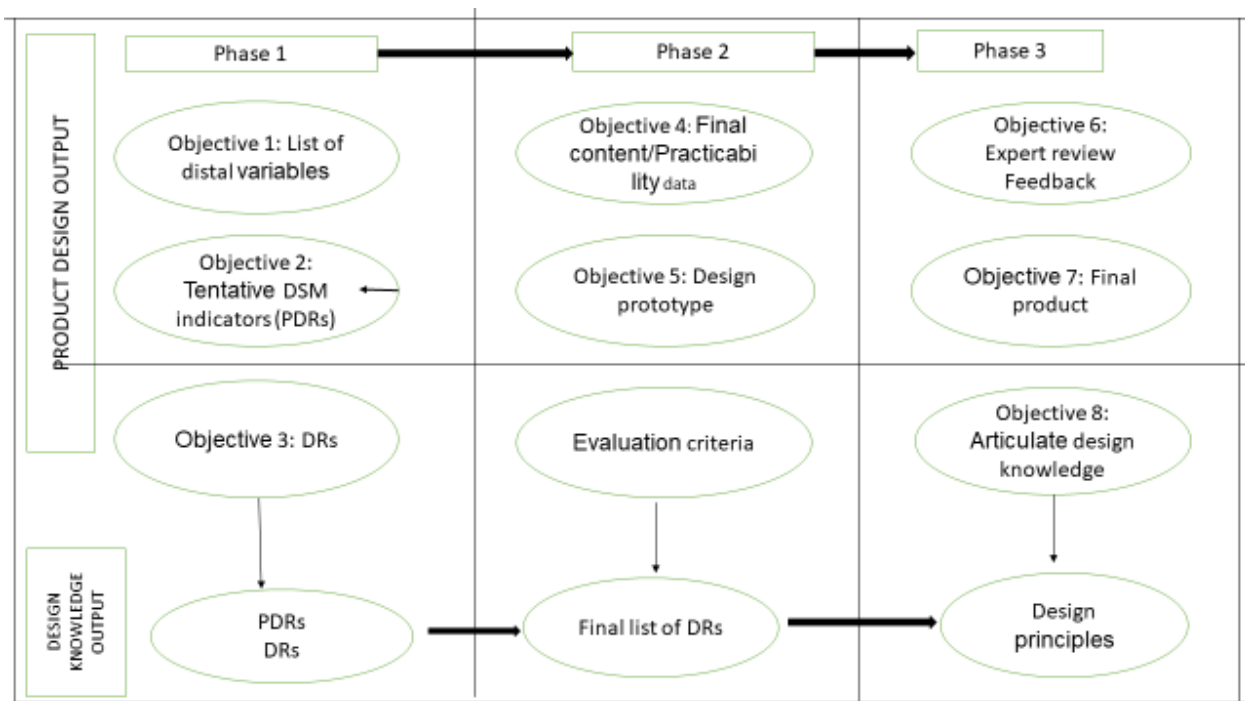 Phase 1
Phase 2
Phase 3
PRODUCT DESIGN OUTPUT
Objective 1: List of
distal variables
Objective 4: Final
content/Practicabi
lity data
Objective 6:
Expert review
Feedback
Objective 2:
Tentative DSM
indicators (PDRs)
Objective 5: Design
prototype
Objective 7: Final
product
Objective 3: DRs
Evaluation criteria
Objective 8:
Articulate design
knowledge
DESIGN
KNOWLEDGE
OUTPUT
PDRs
DRs
Final list of DRs
Design
principles